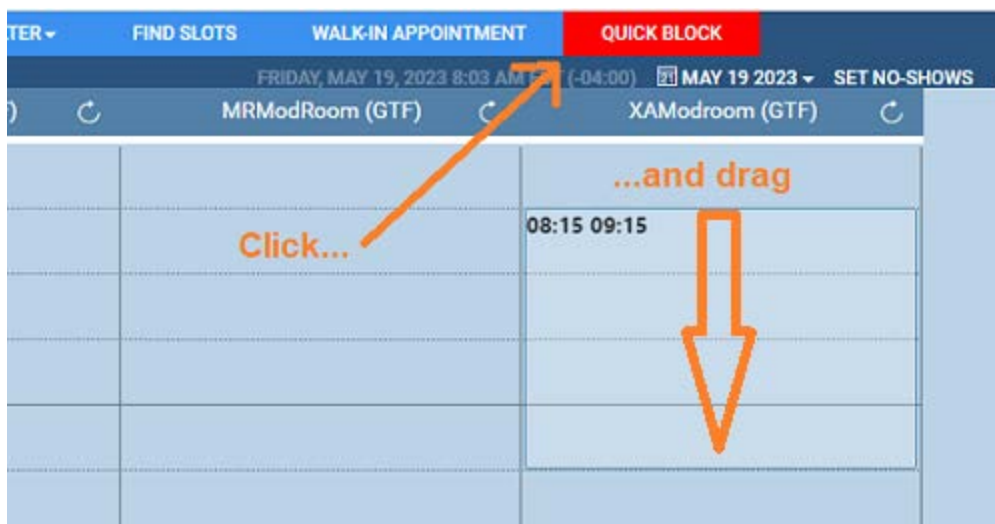 TER FIND SLOTS WALK-IN APPOINTMENT QUICK BLOCK
FRIDAY, MAY 19, 2023 8:03 AM (-04:00) MAY 19 2023 SET NO-SHOWS
) MRModRoom (GTF) XAModroom (GTF)
...and drag
08:15 09:15
Click...